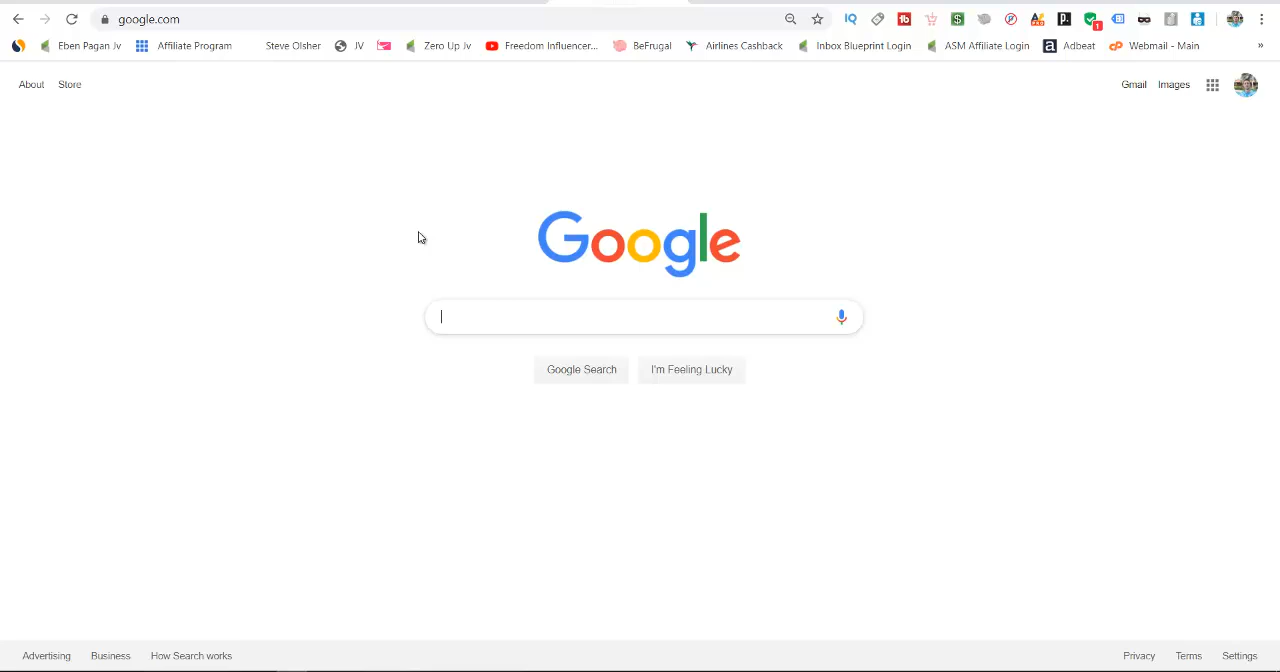 google.com
IQ
Eben Pagan Jv
Affiliate Program
Steve Olsher
JV
Zero Up Jv
Freedom Influencer...
BeFrugal
Airlines Cashback
Inbox Blueprint Login
ASM Affiliate Login
a
Adbeat
cP
Webmail - Main
»
About
Store
Gmail
Images
Google
Google Search
I'm Feeling Lucky
Advertising
Business
How Search works
Privacy
Terms
Settings